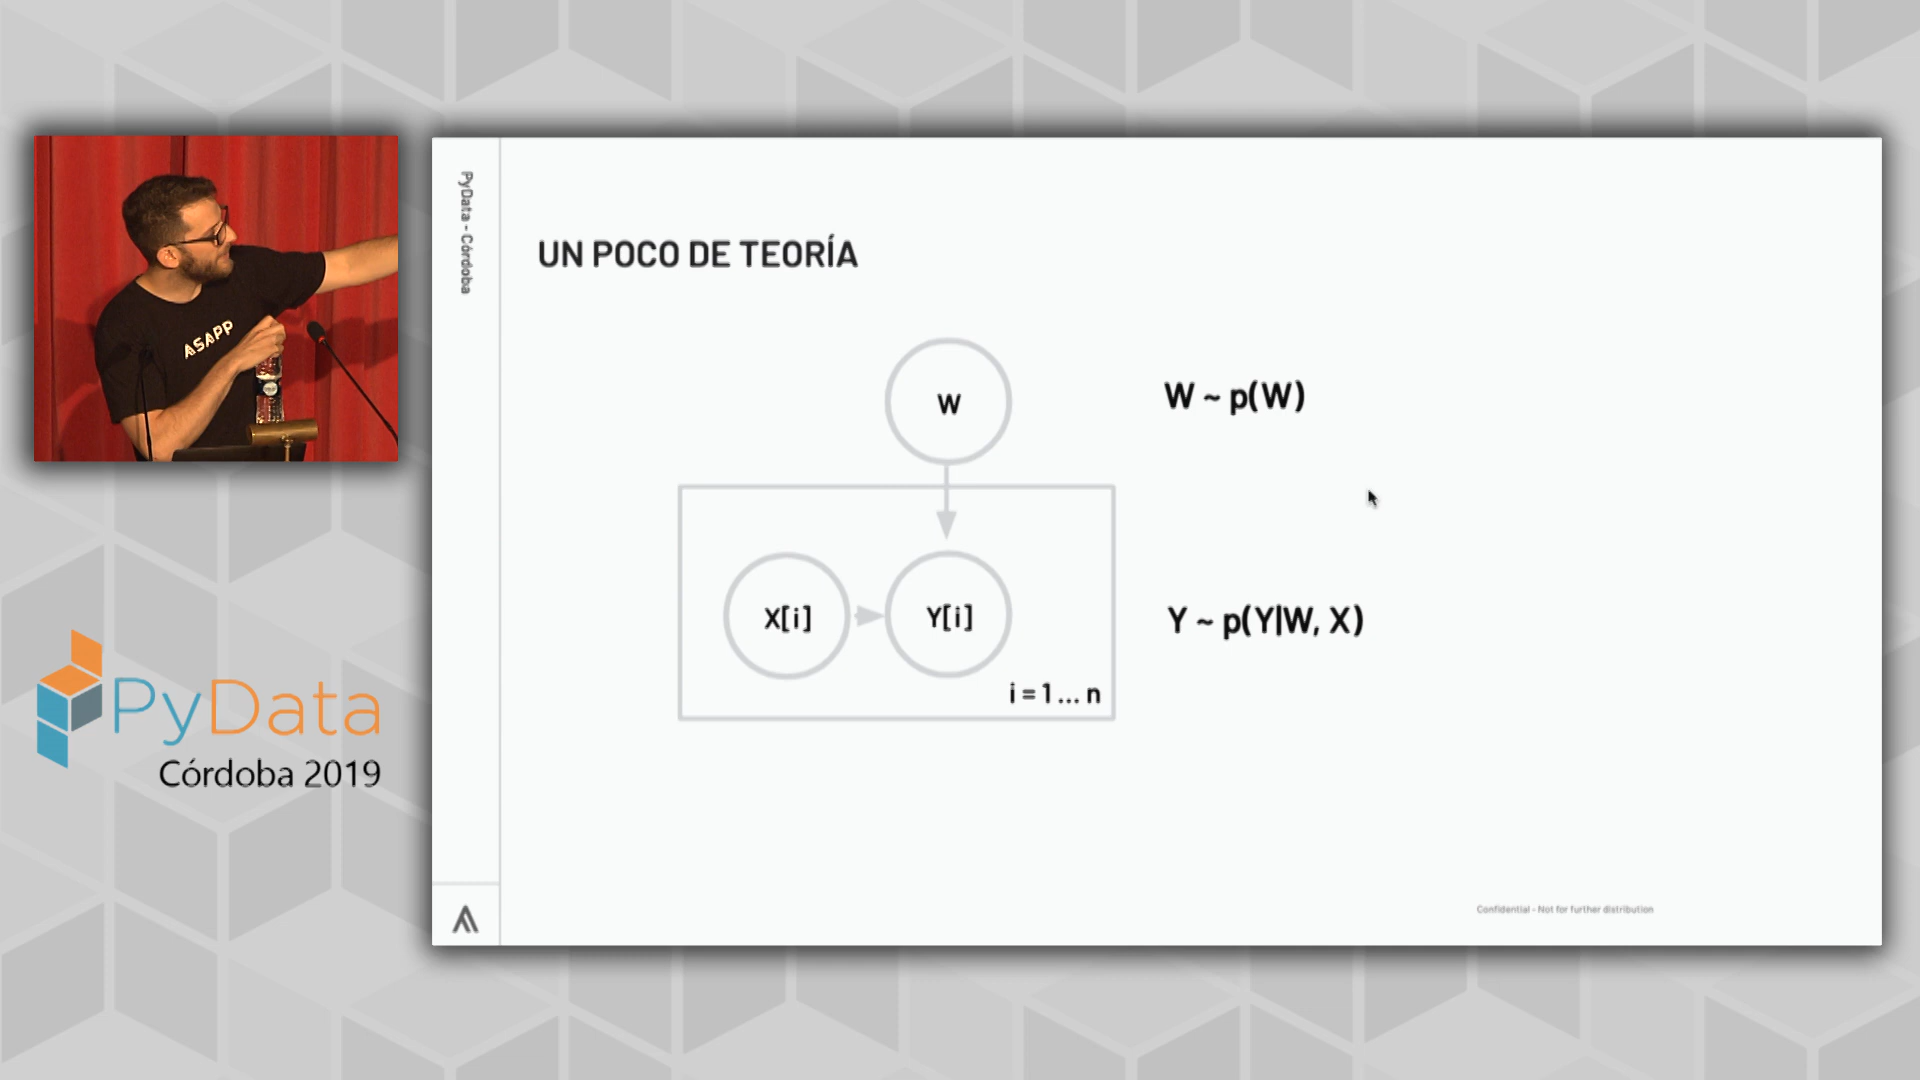 ASAPP
PyData
Córdoba 2019
PyData - Córdoba
UN POCO DE TEORÍA
W
W ~ p(W)
X[i]
Y[i]
Y ~ p(Y|W, X)
i = 1 ... n
Confidential - Not for further distribution